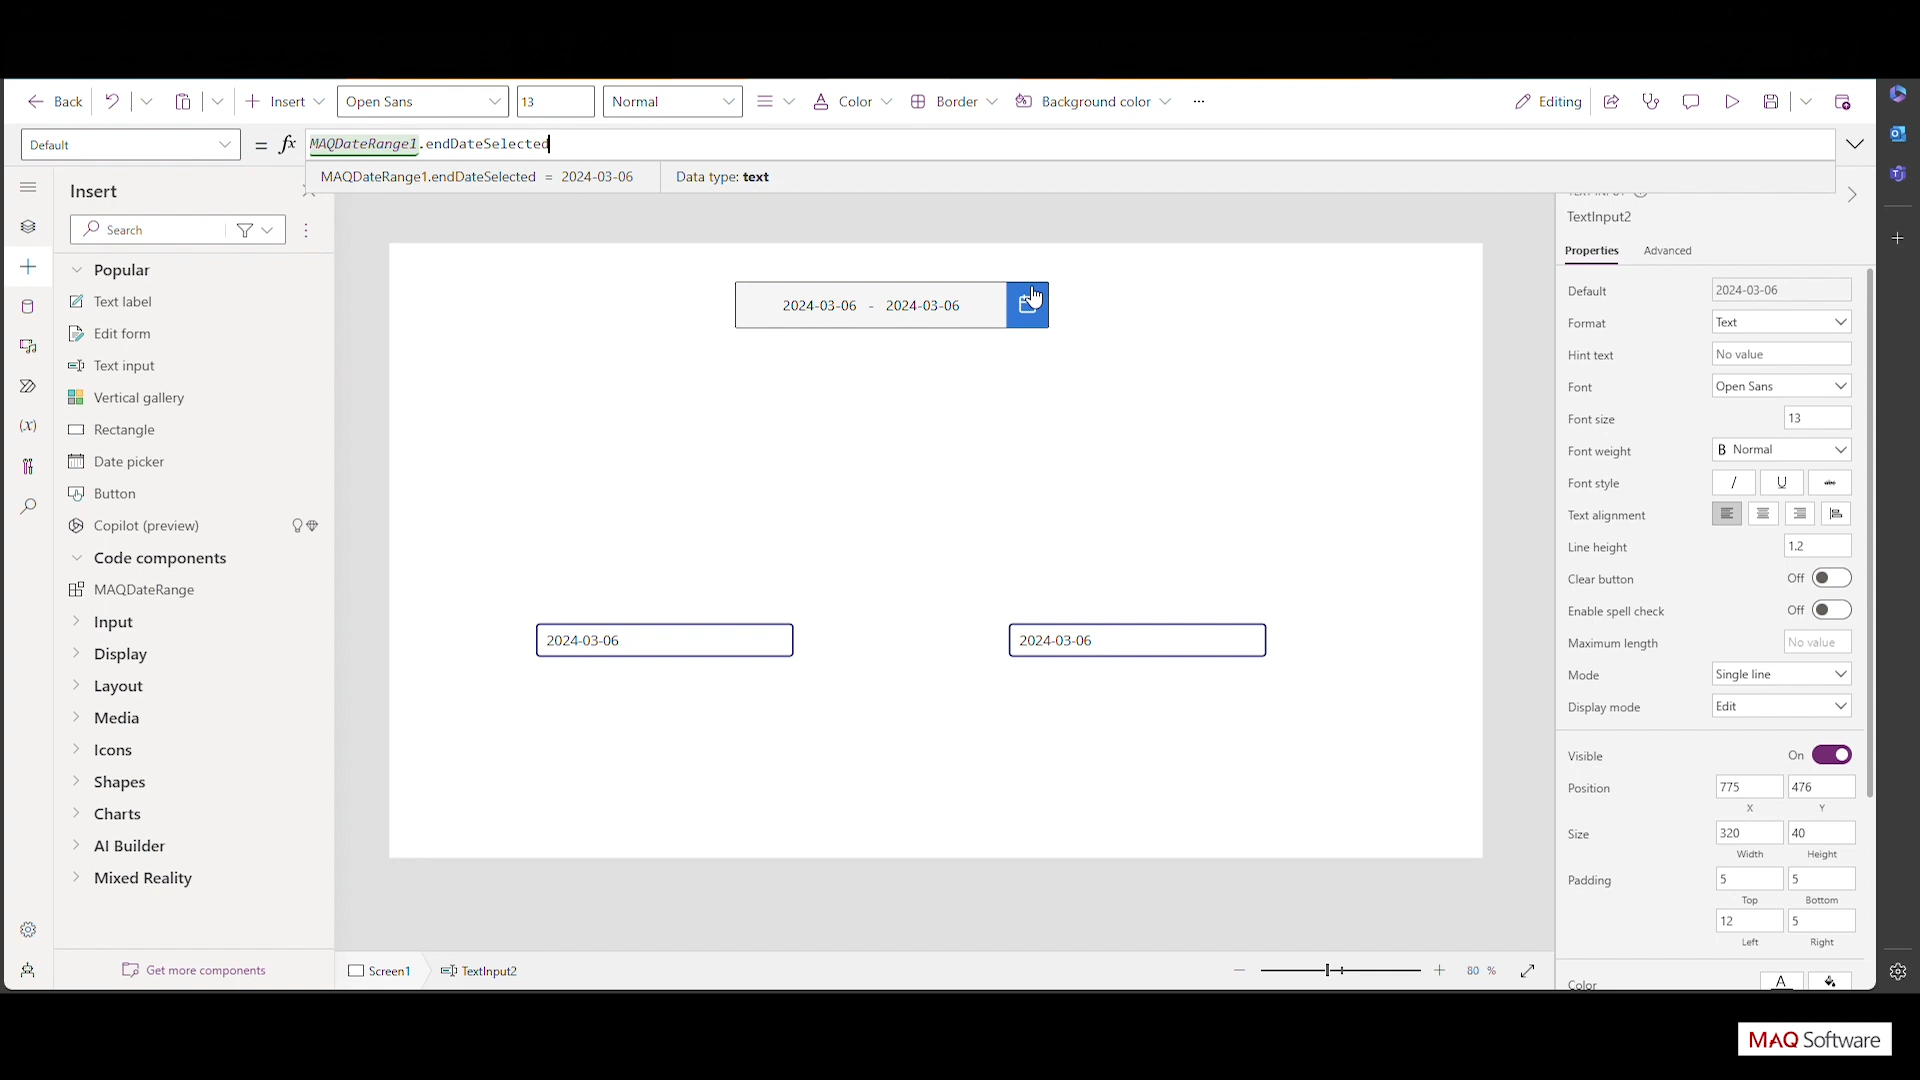 Back
Insert
Open Sans
13
Normal
Color
Border
Background color
...
Editing
Default
= fx
MAQDateRange1.endDateSelected
MAQDateRange1.endDateSelected = 2024-03-06
Data type: text
Insert
Search
Popular
Text label
Edit form
Text input
Vertical gallery
Rectangle
Date picker
Button
Copilot (preview)
Code components
MAQDateRange
Input
Display
Layout
Media
Icons
Shapes
Charts
AI Builder
Mixed Reality
Get more components
2024-03-06 - 2024-03-06
2024-03-06
2024-03-06
Screen1
TextInput2
80 %
TextInput2
Properties
Advanced
Default
2024-03-06
Format
Text
Hint text
No value
Font
Open Sans
Font size
13
Font weight
B Normal
Font style
/ U abc
Text alignment
Line height
1.2
Clear button
Off
Enable spell check
Off
Maximum length
No value
Mode
Single line
Display mode
Edit
Visible
On
Position
775 476
X Y
Size
320 40
Width Height
Padding
5 5
Top Bottom
12 5
Left Right
Color
A
MAQ Software